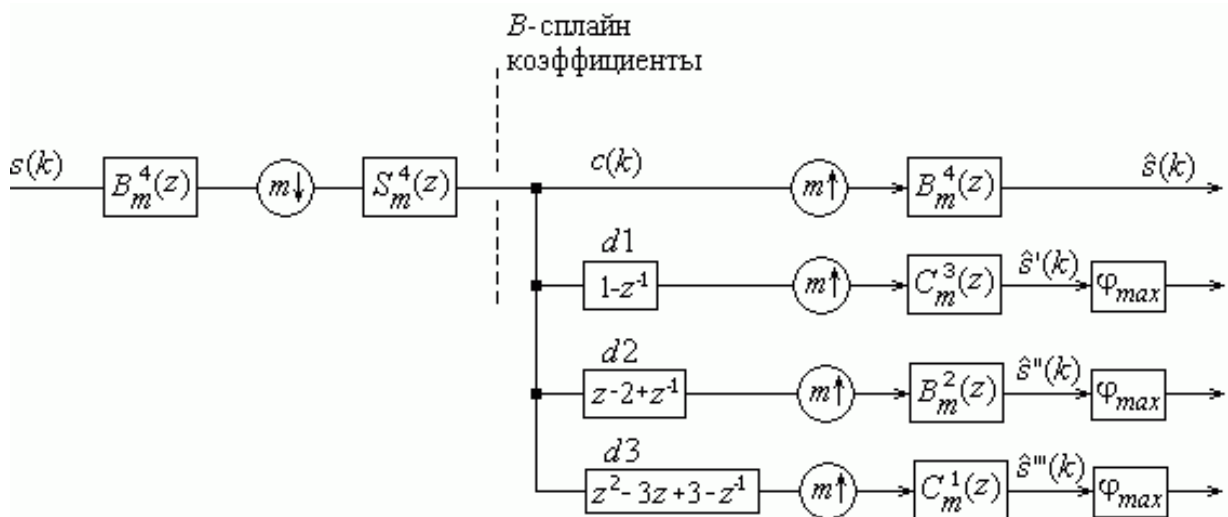 B-сплайн
коэффициенты
s(k) B_m^4(z) m↓ S_m^4(z) c(k) m↑ B_m^4(z) ŝ(k)
d1
1-z^-1 m↑ C_m^3(z) ŝ'(k) φ_max
d2
z-2+z^-1 m↑ B_m^2(z) ŝ''(k) φ_max
d3
z^2-3z+3-z^-1 m↑ C_m^1(z) ŝ'''(k) φ_max